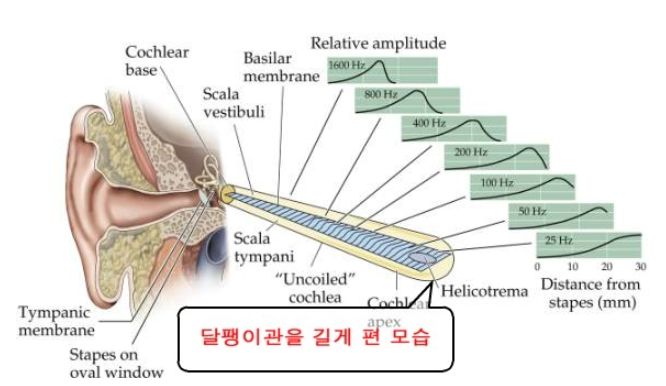 Relative amplitude
Cochlear
base
Basilar
membrane
Scala
vestibuli
1600 Hz
800 Hz
400 Hz
200 Hz
100 Hz
50 Hz
25 Hz
0 10 20 30
Distance from
stapes (mm)
Scala
tympani
"Uncoiled"
cochlea
Cochlear
apex
Helicotrema
Tympanic
membrane
Stapes on
oval window
달팽이관을 길게 편 모습